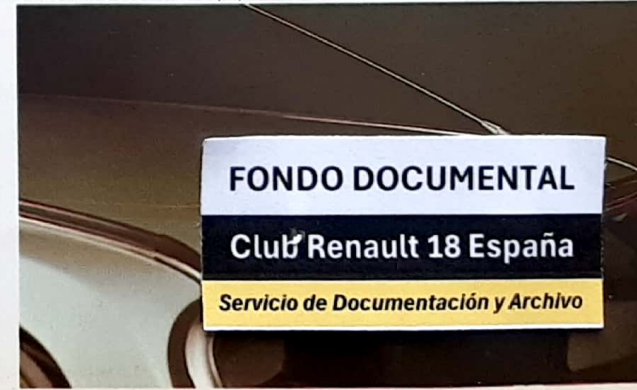 FONDO DOCUMENTAL
Club Renault 18 España
Servicio de Documentación y Archivo